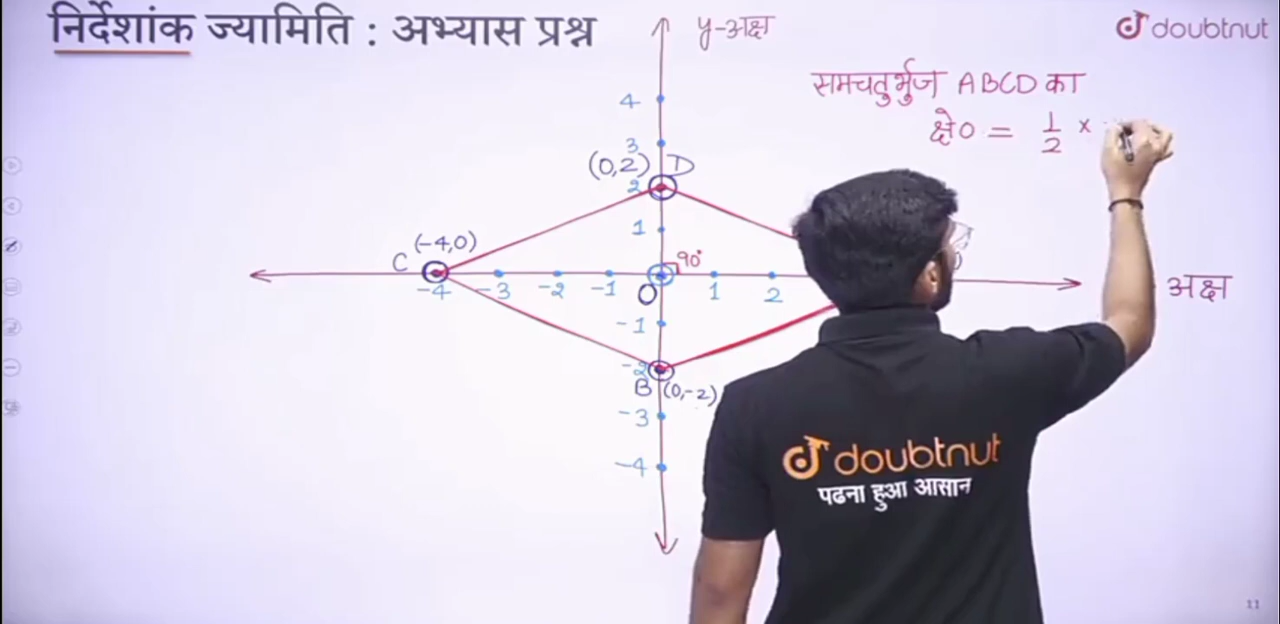 निर्देशांक ज्यामिति : अभ्यास प्रश्न
doubtnut
y-अक्ष
समचतुर्भुज ABCD का
क्षे० = 1/2 ×
4
3
(0,2) D
2
1
(-4,0)
C
90°
-4 -3 -2 -1 O 1 2
अक्ष
-1
-2
B (0,-2)
-3
-4
doubtnut
पढना हुआ आसान
11